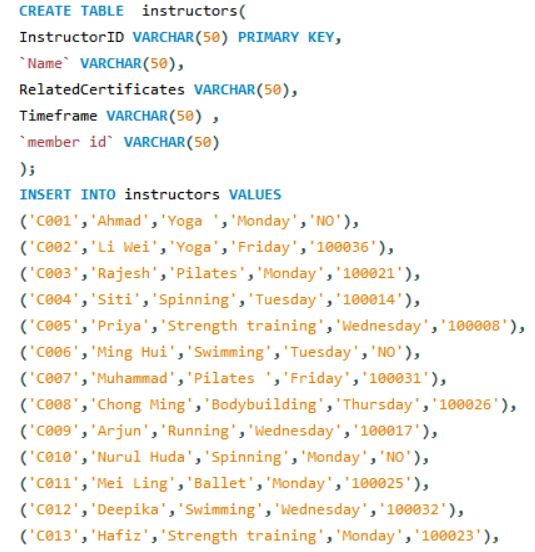 CREATE TABLE  instructors(
InstructorID VARCHAR(50) PRIMARY KEY,
`Name` VARCHAR(50),
RelatedCertificates VARCHAR(50),
Timeframe VARCHAR(50) ,
`member id` VARCHAR(50)
);
INSERT INTO instructors VALUES
('C001','Ahmad','Yoga ','Monday','NO'),
('C002','Li Wei','Yoga','Friday','100036'),
('C003','Rajesh','Pilates','Monday','100021'),
('C004','Siti','Spinning','Tuesday','100014'),
('C005','Priya','Strength training','Wednesday','100008'),
('C006','Ming Hui','Swimming','Tuesday','NO'),
('C007','Muhammad','Pilates ','Friday','100031'),
('C008','Chong Ming','Bodybuilding','Thursday','100026'),
('C009','Arjun','Running','Wednesday','100017'),
('C010','Nurul Huda','Spinning','Monday','NO'),
('C011','Mei Ling','Ballet','Monday','100025'),
('C012','Deepika','Swimming','Wednesday','100032'),
('C013','Hafiz','Strength training','Monday','100023'),